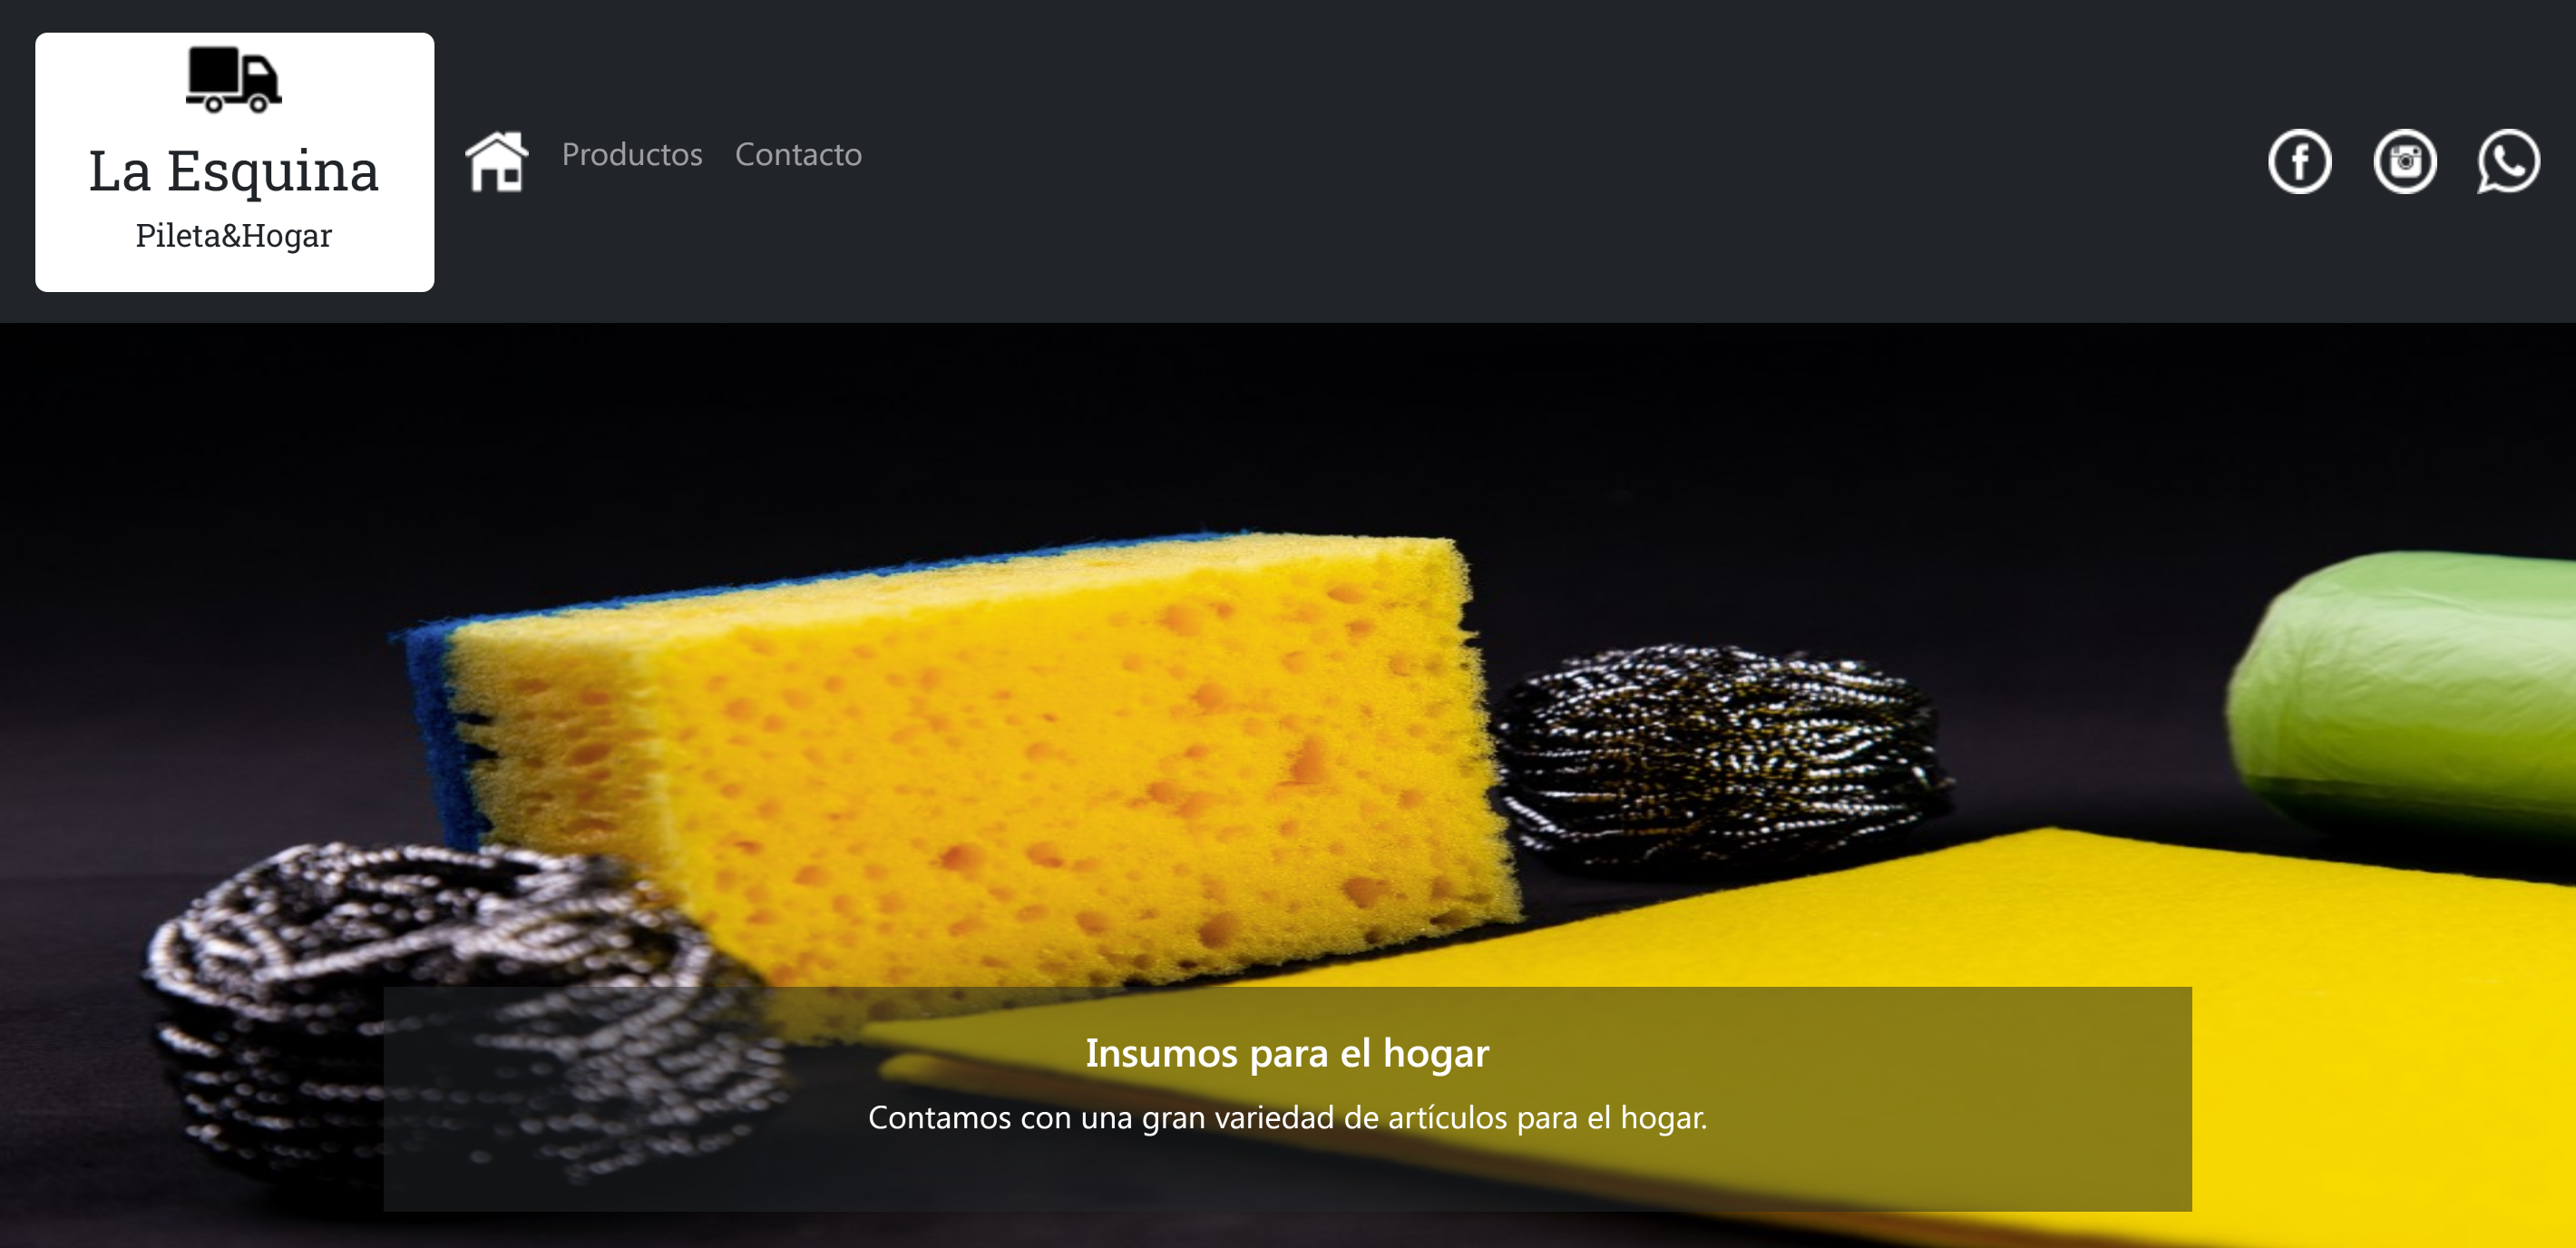 La Esquina
Pileta&Hogar
Productos Contacto
Insumos para el hogar
Contamos con una gran variedad de artículos para el hogar.